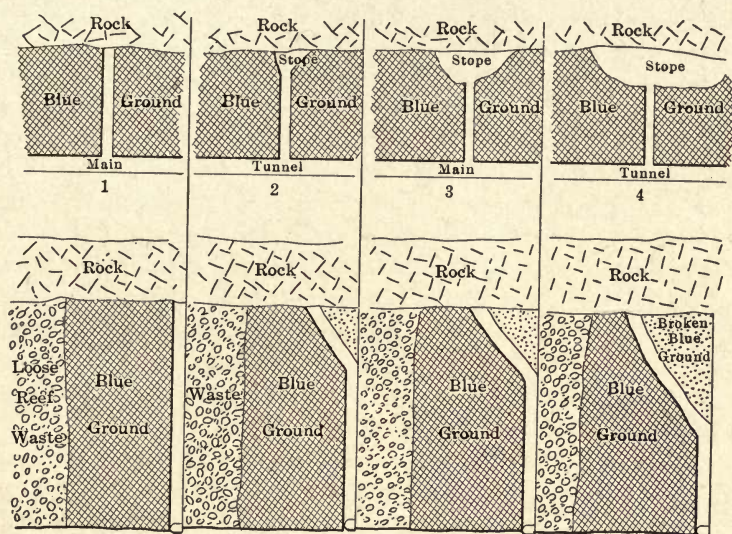 Rock
Rock
Rock
Rock
Stope
Stope
Stope
Blue Ground
Blue Ground
Blue Ground
Blue Ground
Main
Tunnel
Main
Tunnel
1
2
3
4
Rock
Rock
Rock
Rock
Loose
Reef
Waste
Blue
Ground
Waste
Blue
Ground
Blue
Ground
Broken
Blue
Ground
Blue
Ground